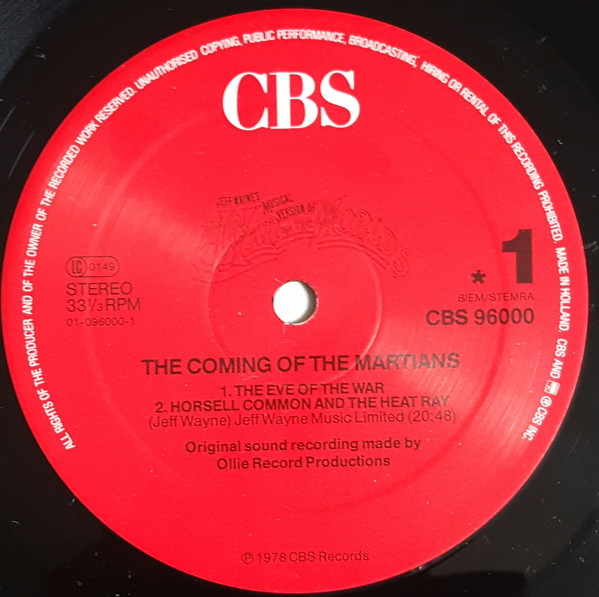 ALL RIGHTS OF THE PRODUCER AND OF THE OWNER OF THE RECORDED WORK RESERVED. UNAUTHORISED COPYING, PUBLIC PERFORMANCE, BROADCASTING, HIRING OR RENTAL OF THIS RECORDING PROHIBITED. MADE IN HOLLAND. CBS AND ℗ CBS INC.
CBS
JEFF WAYNE'S
MUSICAL
VERSION OF
The War of the Worlds
LC 0149
STEREO
33⅓ RPM
01-096000-1
* 1
BIEM/STEMRA
CBS 96000
THE COMING OF THE MARTIANS
1. THE EVE OF THE WAR
2. HORSELL COMMON AND THE HEAT RAY
(Jeff Wayne) Jeff Wayne Music Limited (20:48)
Original sound recording made by
Ollie Record Productions
℗ 1978 CBS Records